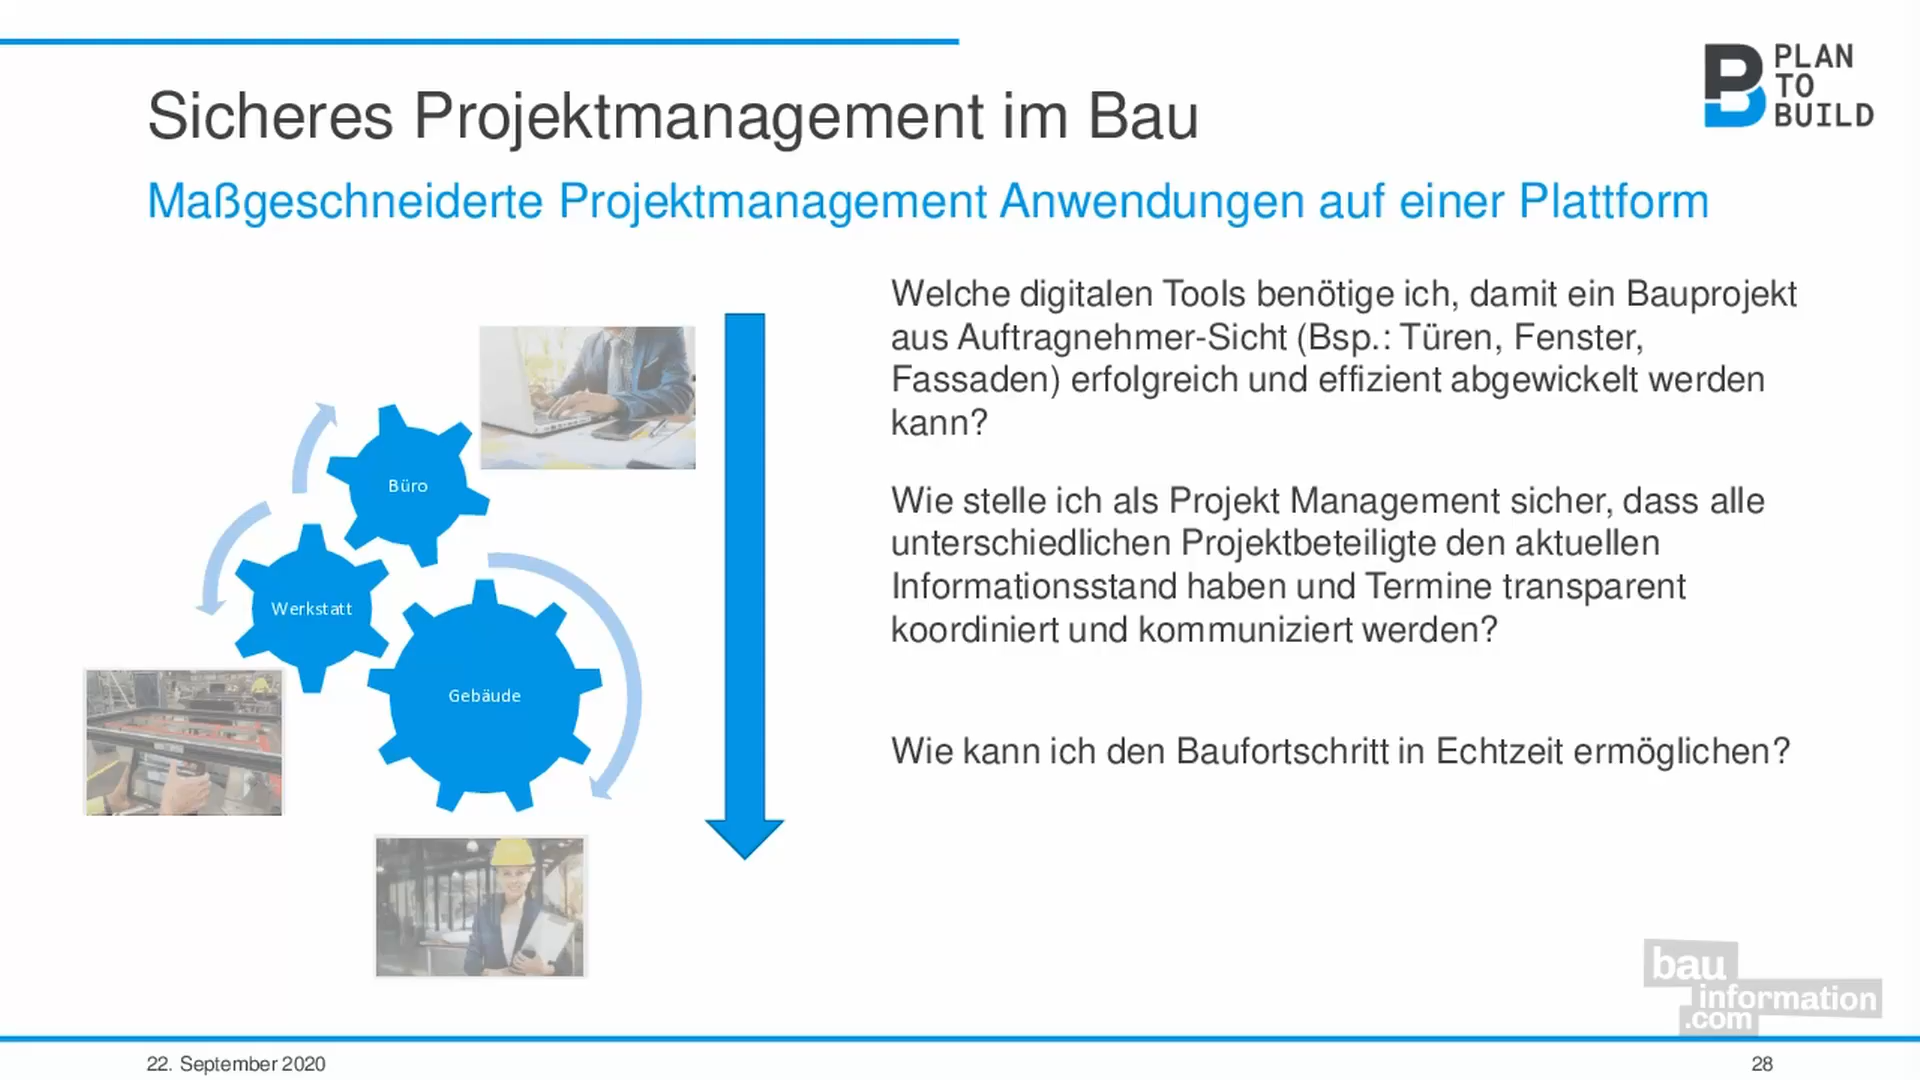 PLAN
TO
BUILD
Sicheres Projektmanagement im Bau
Maßgeschneiderte Projektmanagement Anwendungen auf einer Plattform
Büro
Werkstatt
Gebäude
Welche digitalen Tools benötige ich, damit ein Bauprojekt
aus Auftragnehmer-Sicht (Bsp.: Türen, Fenster,
Fassaden) erfolgreich und effizient abgewickelt werden
kann?
Wie stelle ich als Projekt Management sicher, dass alle
unterschiedlichen Projektbeteiligte den aktuellen
Informationsstand haben und Termine transparent
koordiniert und kommuniziert werden?
Wie kann ich den Baufortschritt in Echtzeit ermöglichen?
bau
information
.com
22. September 2020
28